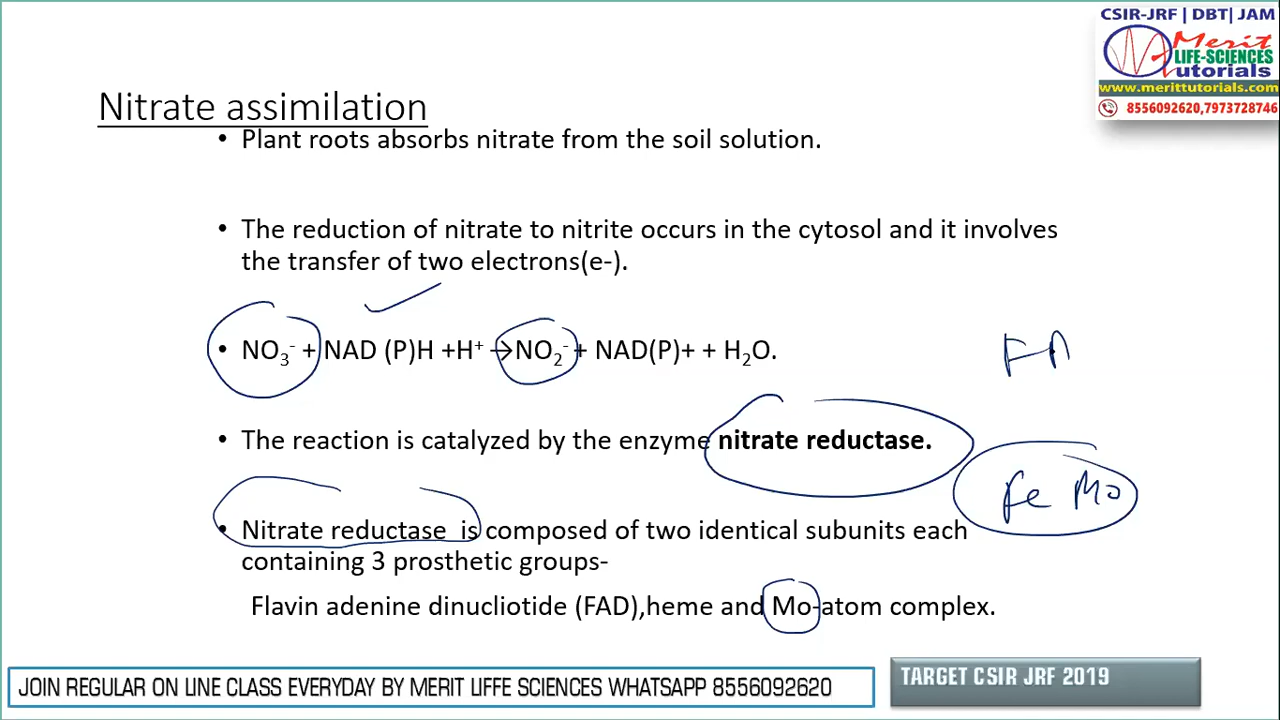 CSIR-JRF | DBT| JAM
Merit
LIFE-SCIENCES
utorials
www.merittutorials.com
8556092620,7973728746
Nitrate assimilation
• Plant roots absorbs nitrate from the soil solution.
• The reduction of nitrate to nitrite occurs in the cytosol and it involves
the transfer of two electrons(e-).
• NO₃⁻ + NAD (P)H +H⁺ →NO₂⁻ + NAD(P)+ + H₂O.
• The reaction is catalyzed by the enzyme nitrate reductase.
Fe Mo
• Nitrate reductase is composed of two identical subunits each
containing 3 prosthetic groups-
Flavin adenine dinucliotide (FAD),heme and Mo-atom complex.
JOIN REGULAR ON LINE CLASS EVERYDAY BY MERIT LIFFE SCIENCES WHATSAPP 8556092620
TARGET CSIR JRF 2019